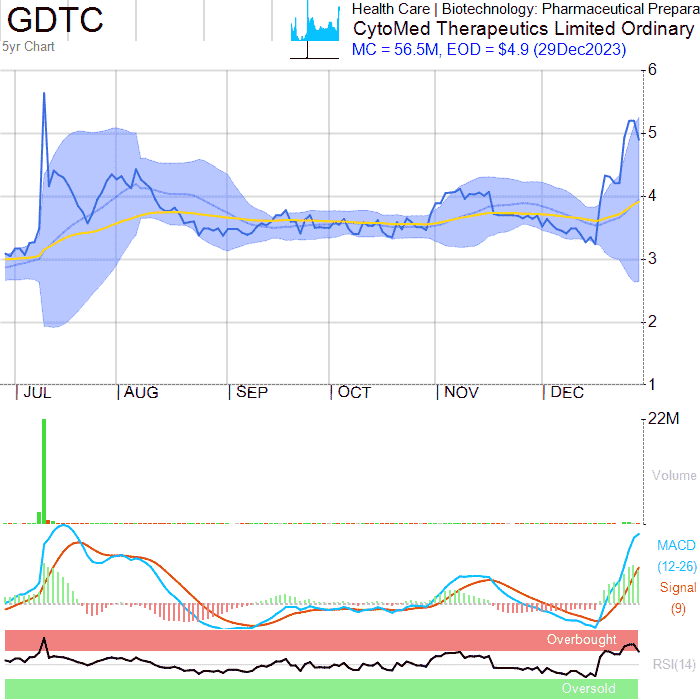 GDTC
5yr Chart
Health Care | Biotechnology: Pharmaceutical Prepara
CytoMed Therapeutics Limited Ordinary
MC = 56.5M, EOD = $4.9 (29Dec2023)
6
5
4
3
2
1
JUL AUG SEP OCT NOV DEC
22M
Volume
MACD
(12-26)
Signal
(9)
Overbought
RSI(14)
Oversold